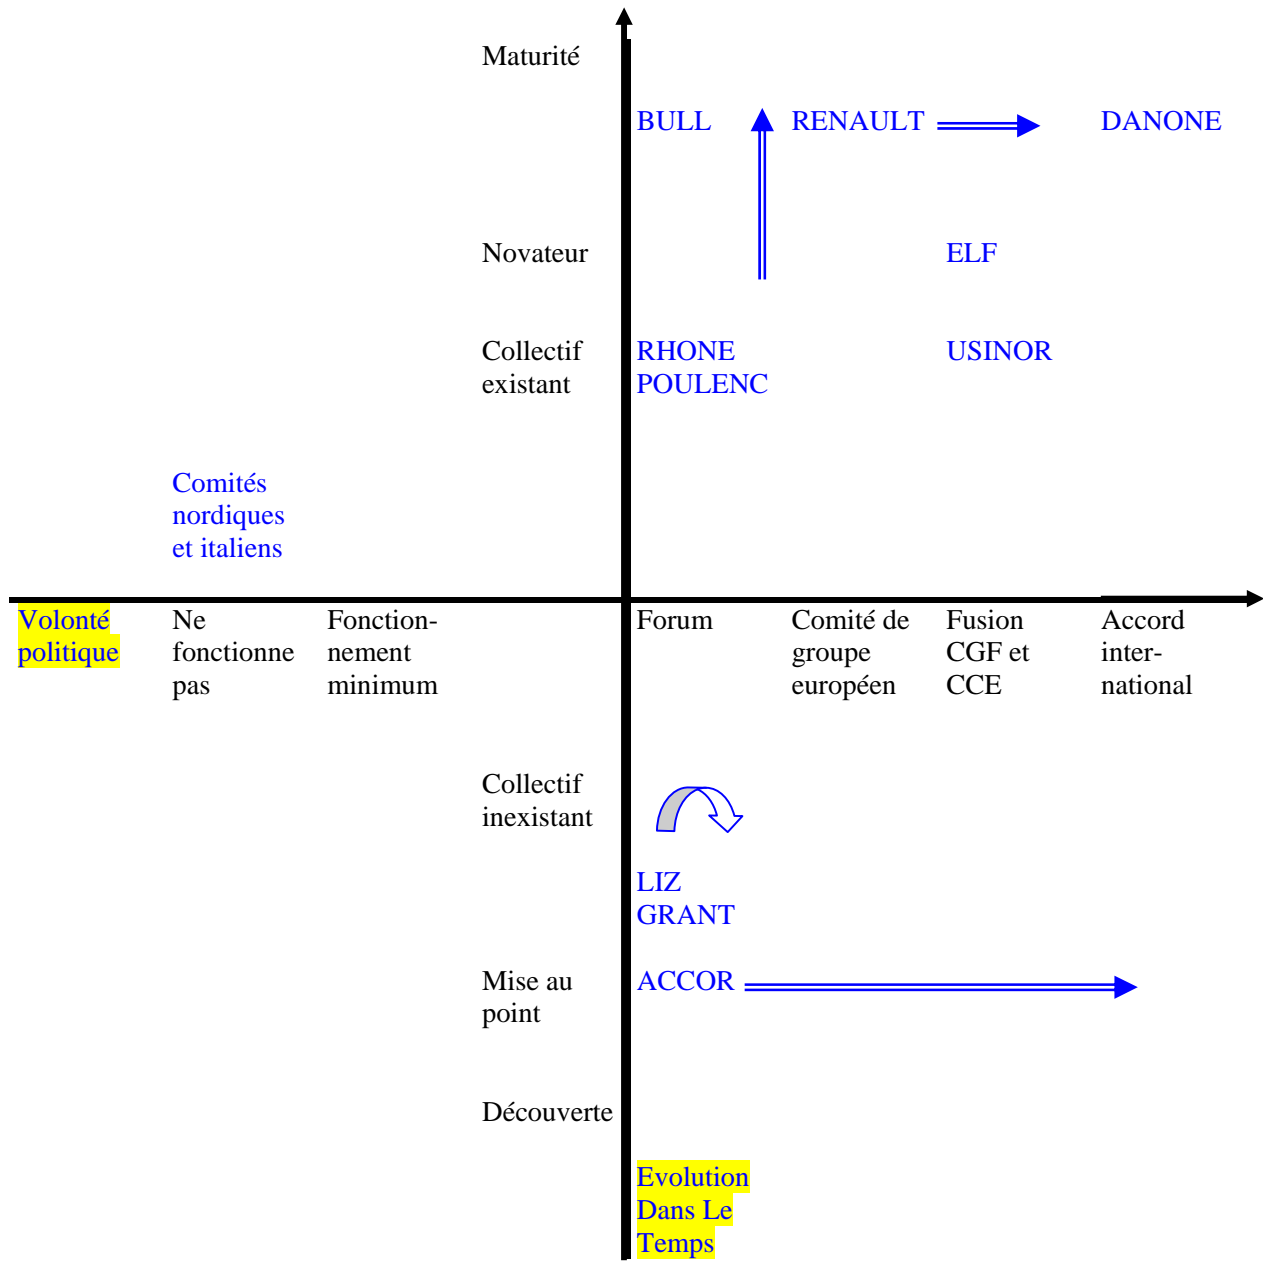 Maturité
BULL
RENAULT
DANONE
Novateur
ELF
Collectif
existant
RHONE
POULENC
USINOR
Comités
nordiques
et italiens
Volonté
politique
Ne
fonctionne
pas
Fonction-
nement
minimum
Forum
Comité de
groupe
européen
Fusion
CGF et
CCE
Accord
inter-
national
Collectif
inexistant
LIZ
GRANT
Mise au
point
ACCOR
Découverte
Evolution
Dans Le
Temps